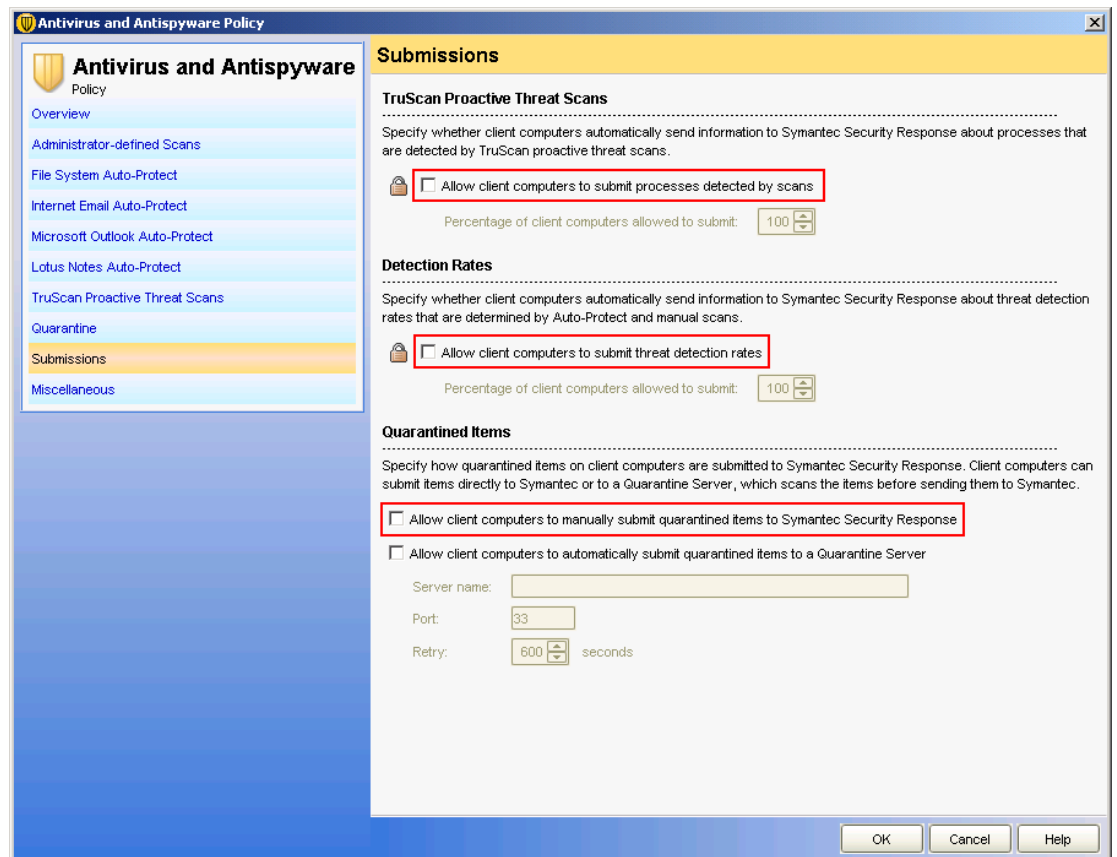 Antivirus and Antispyware Policy
Antivirus and Antispyware
Policy
Overview
Administrator-defined Scans
File System Auto-Protect
Internet Email Auto-Protect
Microsoft Outlook Auto-Protect
Lotus Notes Auto-Protect
TruScan Proactive Threat Scans
Quarantine
Submissions
Miscellaneous
Submissions
TruScan Proactive Threat Scans
Specify whether client computers automatically send information to Symantec Security Response about processes that
are detected by TruScan proactive threat scans.
Allow client computers to submit processes detected by scans
Percentage of client computers allowed to submit: 100
Detection Rates
Specify whether client computers automatically send information to Symantec Security Response about threat detection
rates that are determined by Auto-Protect and manual scans.
Allow client computers to submit threat detection rates
Percentage of client computers allowed to submit: 100
Quarantined Items
Specify how quarantined items on client computers are submitted to Symantec Security Response. Client computers can
submit items directly to Symantec or to a Quarantine Server, which scans the items before sending them to Symantec.
Allow client computers to manually submit quarantined items to Symantec Security Response
Allow client computers to automatically submit quarantined items to a Quarantine Server
Server name:
Port: 33
Retry: 600 seconds
OK Cancel Help